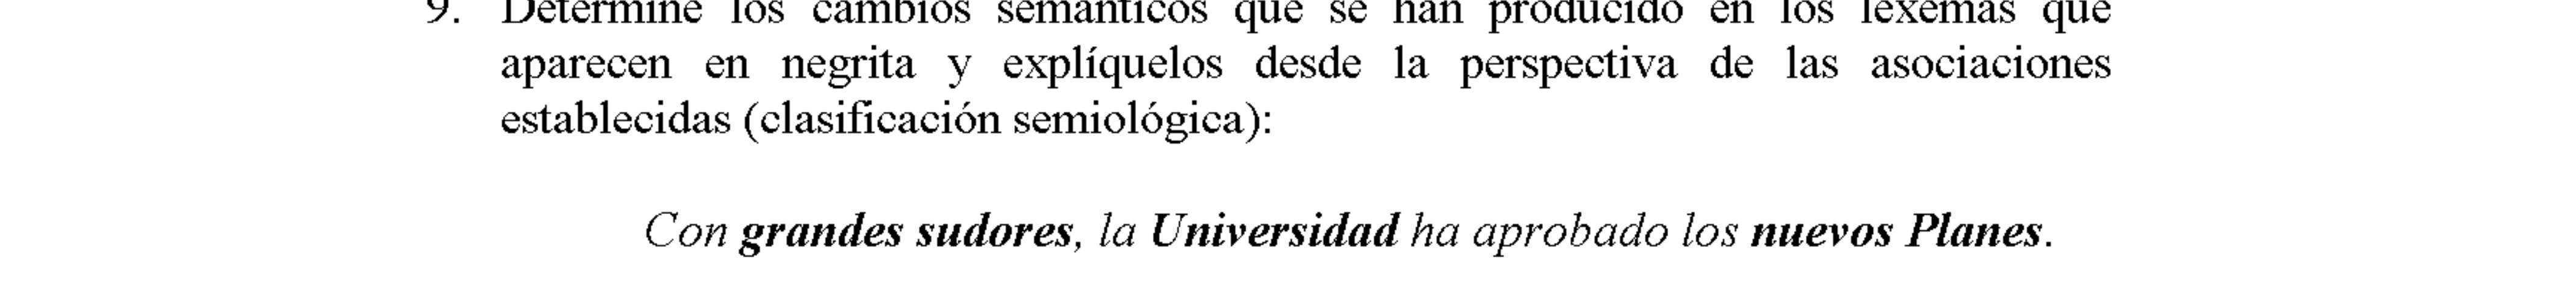 9. Determine los cambios semánticos que se han producido en los lexemas que
aparecen en negrita y explíquelos desde la perspectiva de las asociaciones
establecidas (clasificación semiológica):
Con grandes sudores, la Universidad ha aprobado los nuevos Planes.